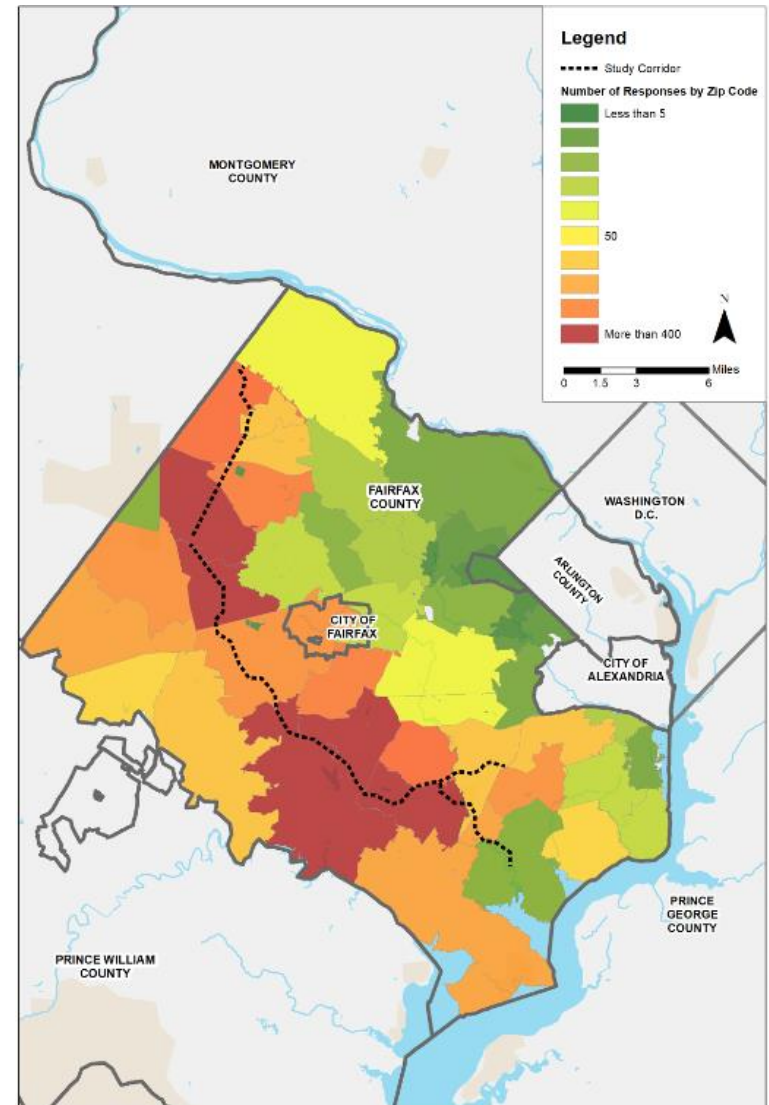 Legend
Study Corridor
Number of Responses by Zip Code
Less than 5
50
More than 400
N
Miles
0 1.5 3 6
MONTGOMERY
COUNTY
FAIRFAX
COUNTY
WASHINGTON
D.C.
ARLINGTON
COUNTY
CITY OF
FAIRFAX
CITY OF
ALEXANDRIA
PRINCE
GEORGE
COUNTY
PRINCE WILLIAM
COUNTY